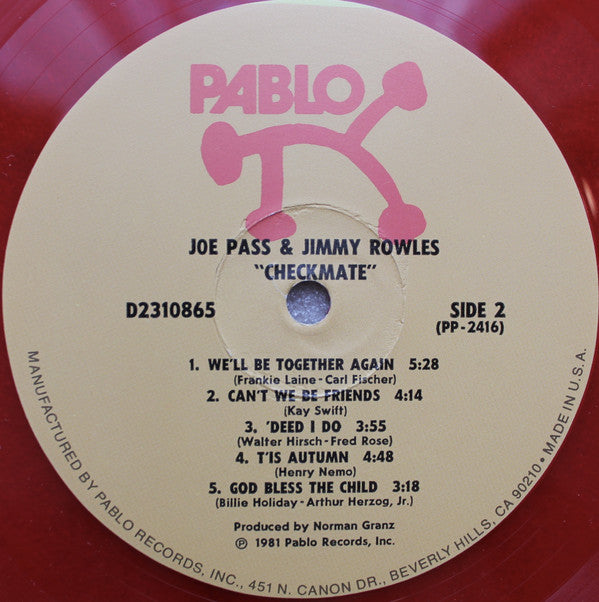 PABLO
JOE PASS & JIMMY ROWLES
"CHECKMATE"
D2310865
SIDE 2
(PP-2416)
1. WE'LL BE TOGETHER AGAIN 5:28
(Frankie Laine-Carl Fischer)
2. CAN'T WE BE FRIENDS 4:14
(Kay Swift)
3. 'DEED I DO 3:55
(Walter Hirsch-Fred Rose)
4. T'IS AUTUMN 4:48
(Henry Nemo)
5. GOD BLESS THE CHILD 3:18
(Billie Holiday-Arthur Herzog, Jr.)
Produced by Norman Granz
℗ 1981 Pablo Records, Inc.
MANUFACTURED BY PABLO RECORDS, INC., 451 N. CANON DR., BEVERLY HILLS, CA 90210 • MADE IN U.S.A.